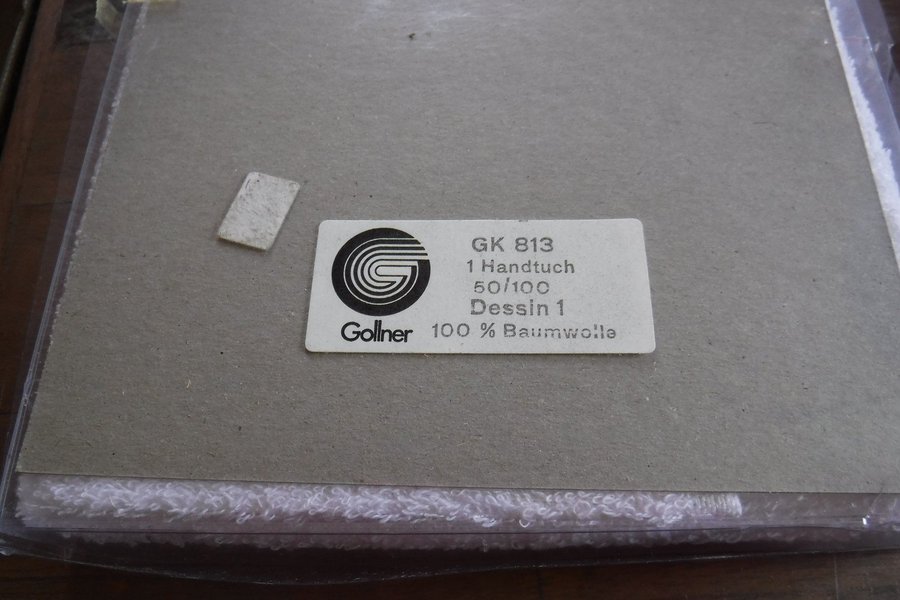 GK 813
1 Handtuch
50/100
Dessin 1
Gollner
100 % Baumwolle